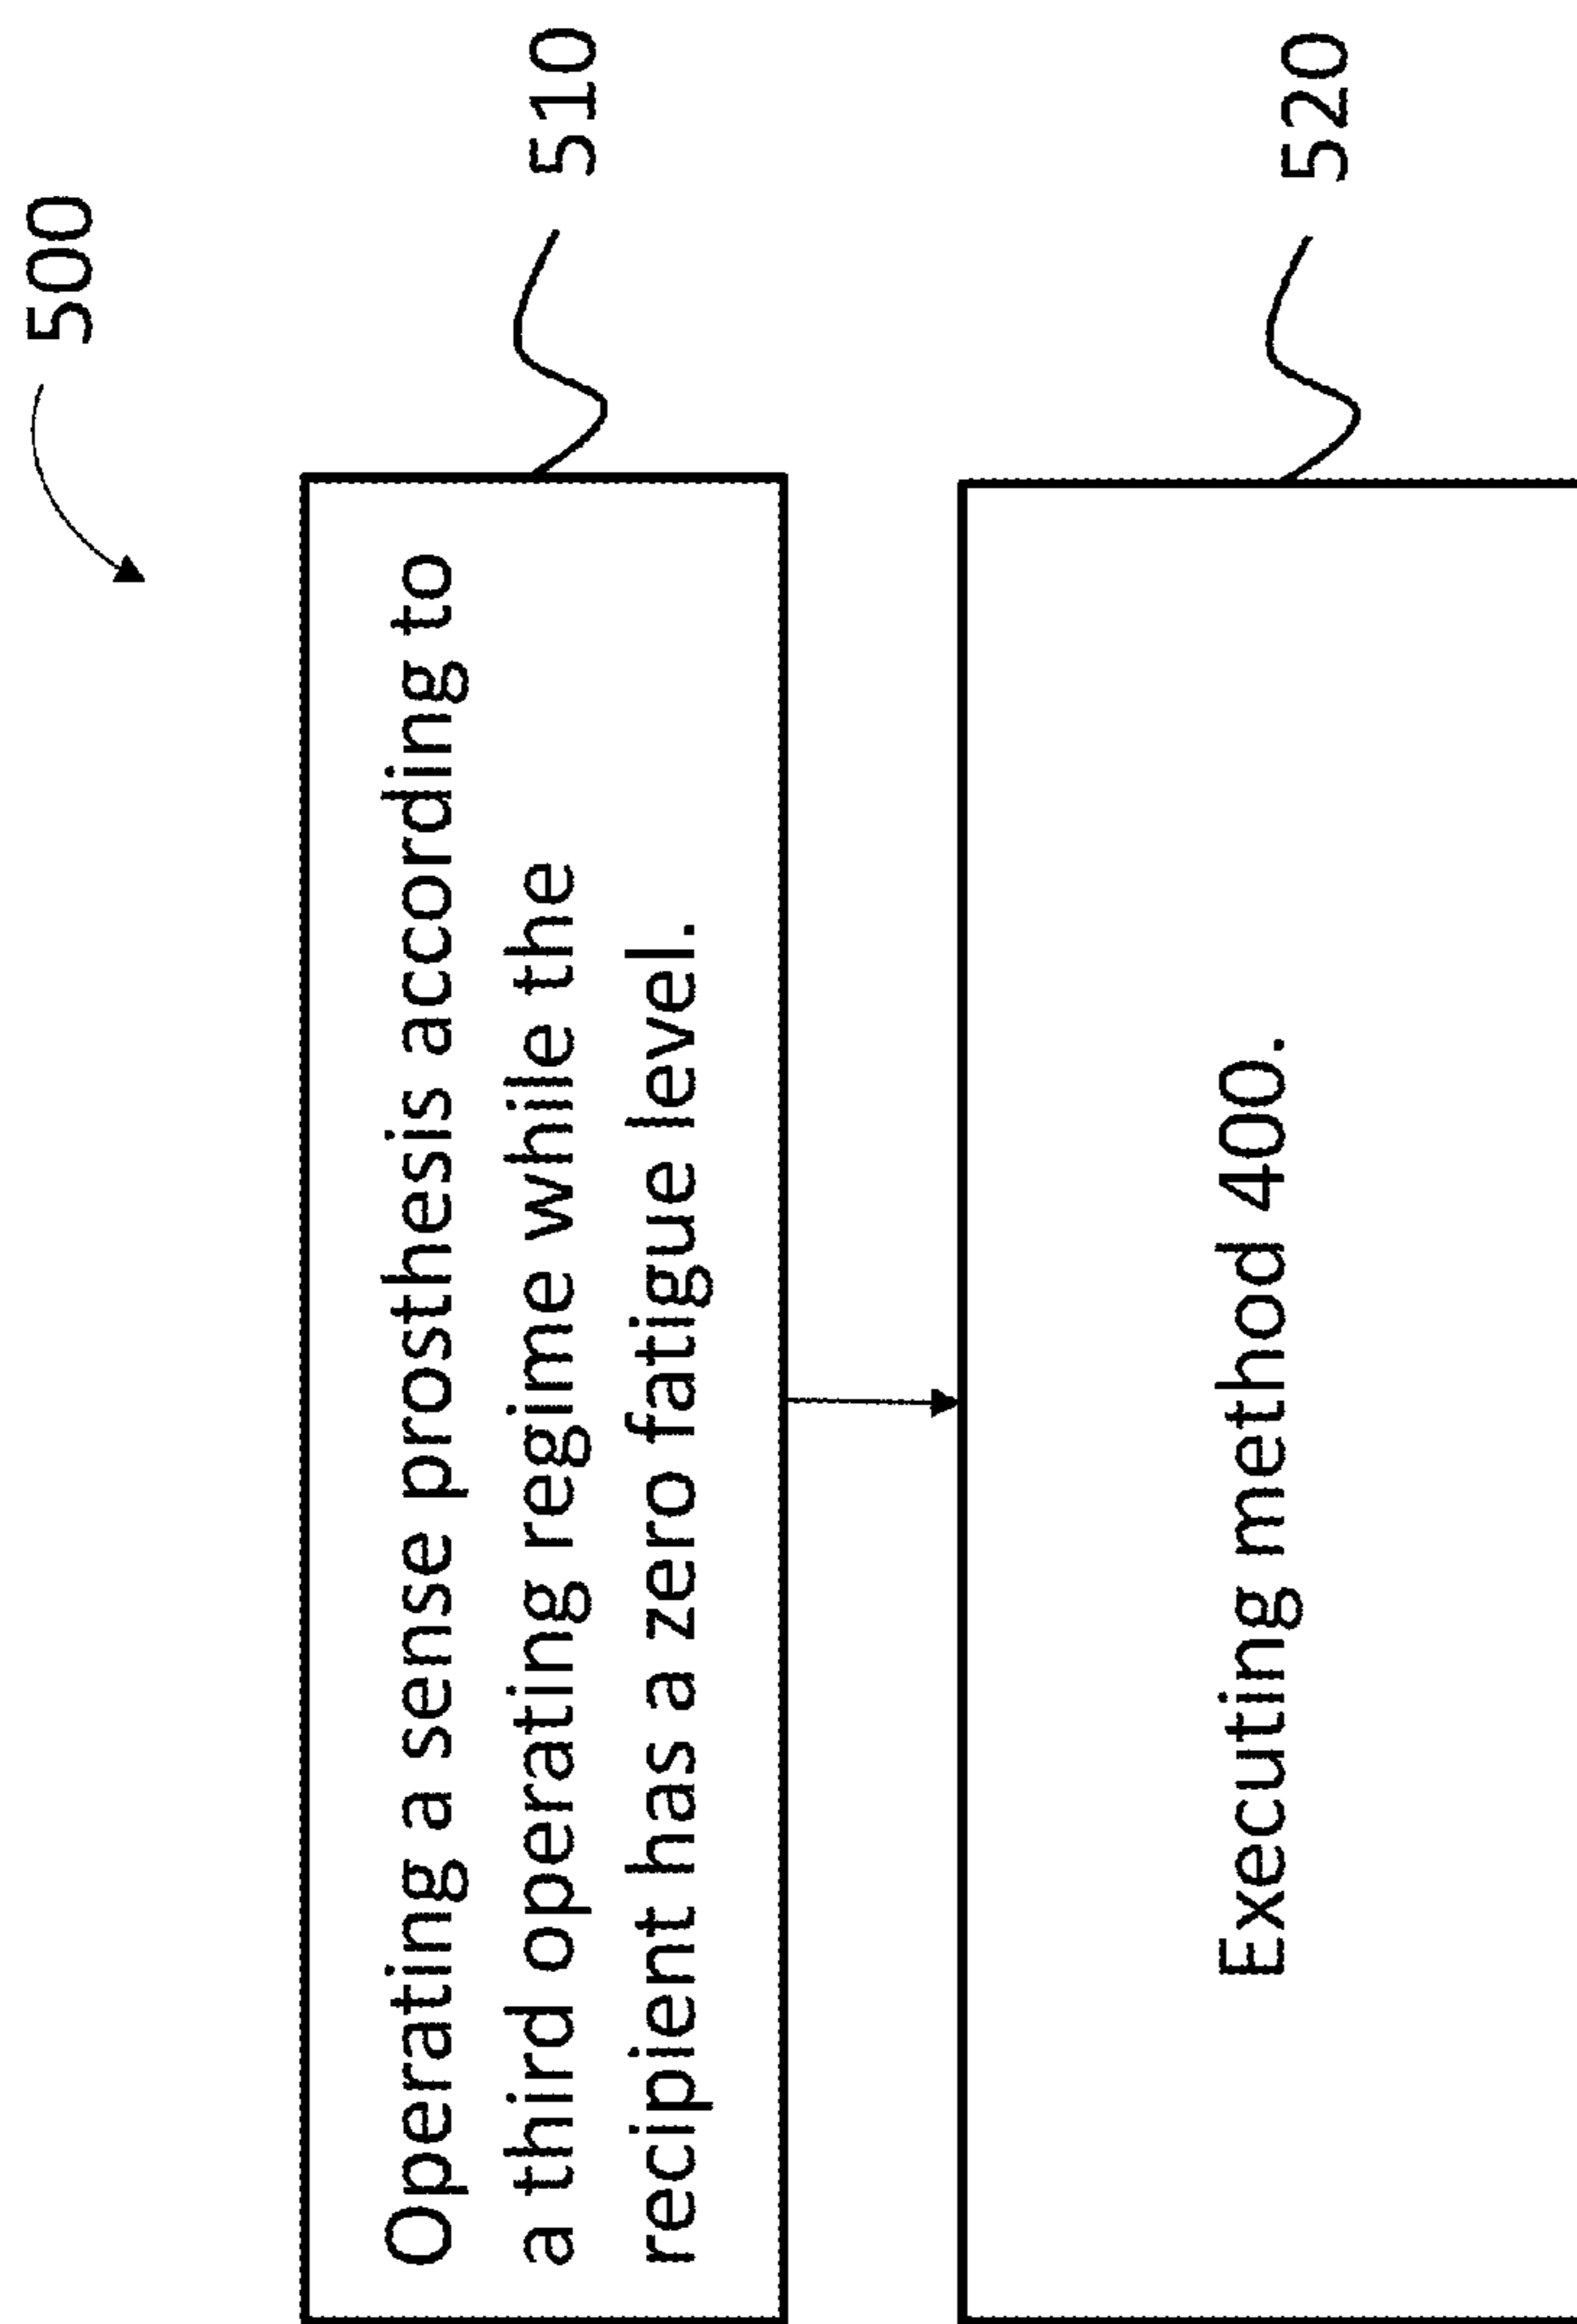 500
Operating a sense prosthesis according to
a third operating regime while the
recipient has a zero fatigue level.
510
Executing method 400.
520